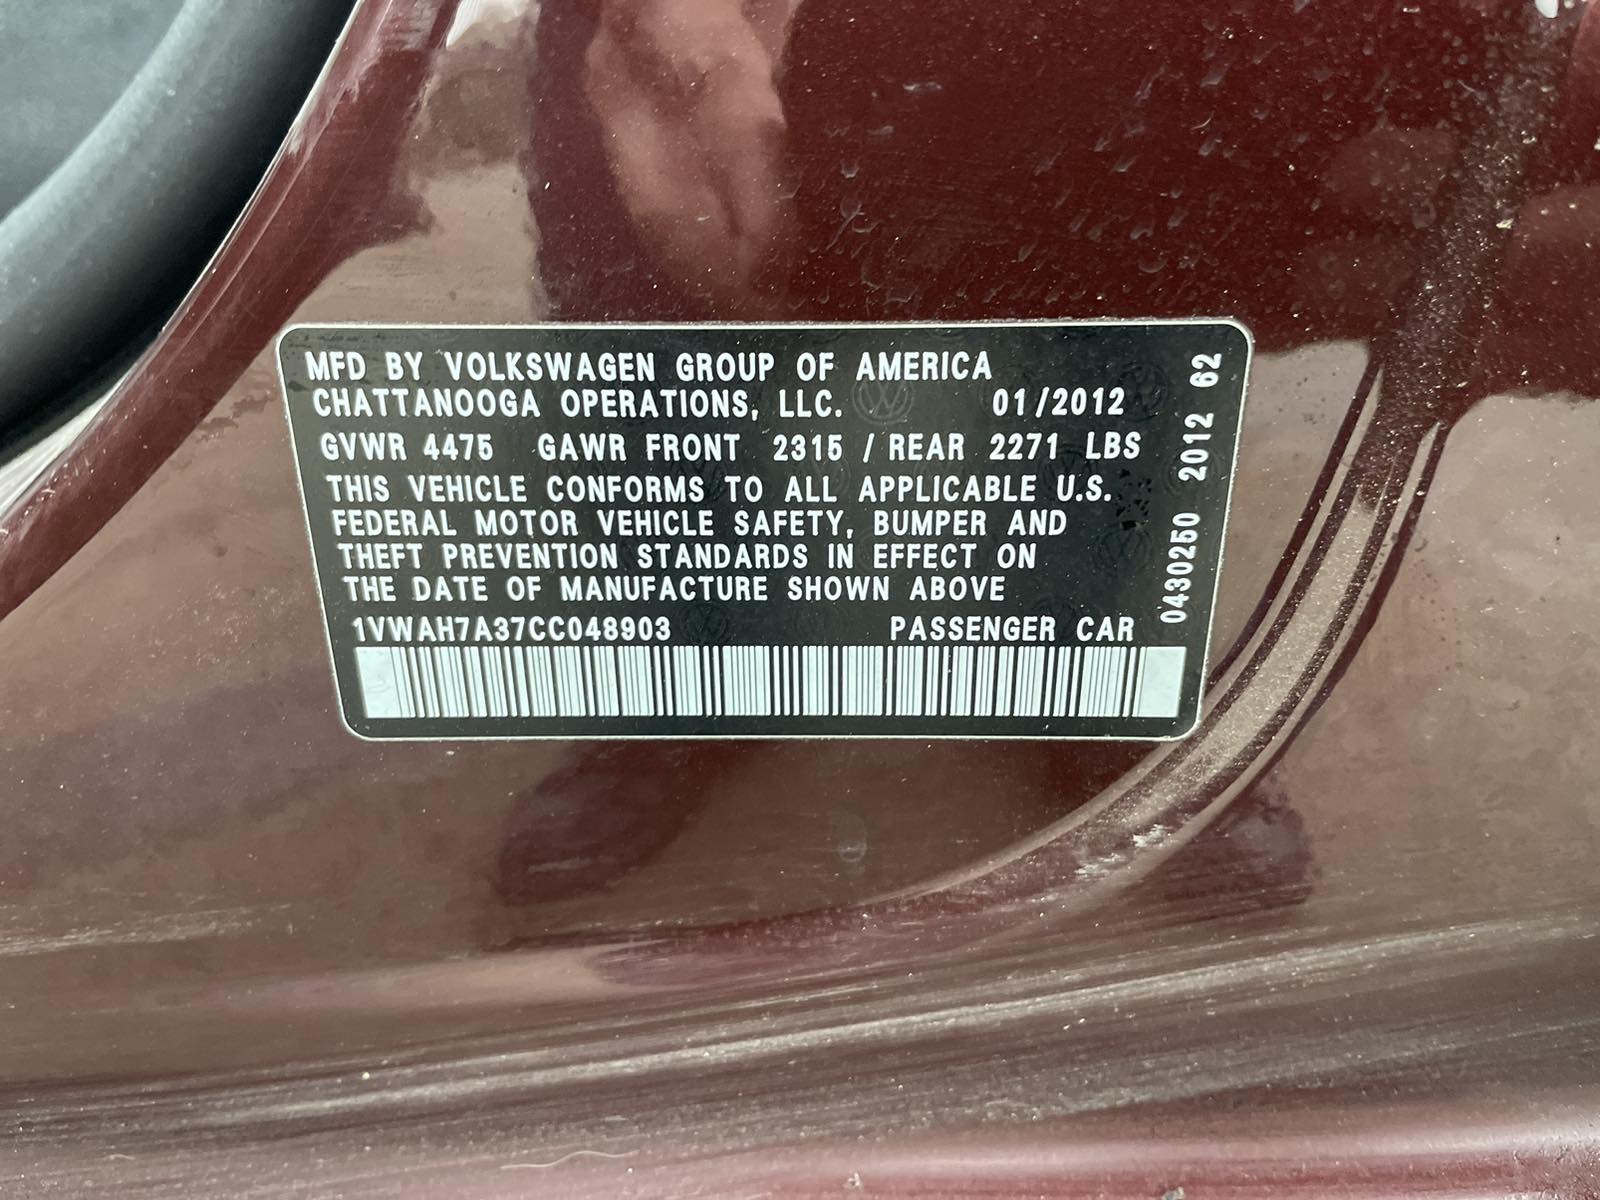 MFD BY VOLKSWAGEN GROUP OF AMERICA
CHATTANOOGA OPERATIONS, LLC. 01/2012
GVWR 4475 GAWR FRONT 2315 / REAR 2271 LBS
THIS VEHICLE CONFORMS TO ALL APPLICABLE U.S.
FEDERAL MOTOR VEHICLE SAFETY, BUMPER AND
THEFT PREVENTION STANDARDS IN EFFECT ON
THE DATE OF MANUFACTURE SHOWN ABOVE
1VWAH7A37CC048903 PASSENGER CAR
0430250 2012 62